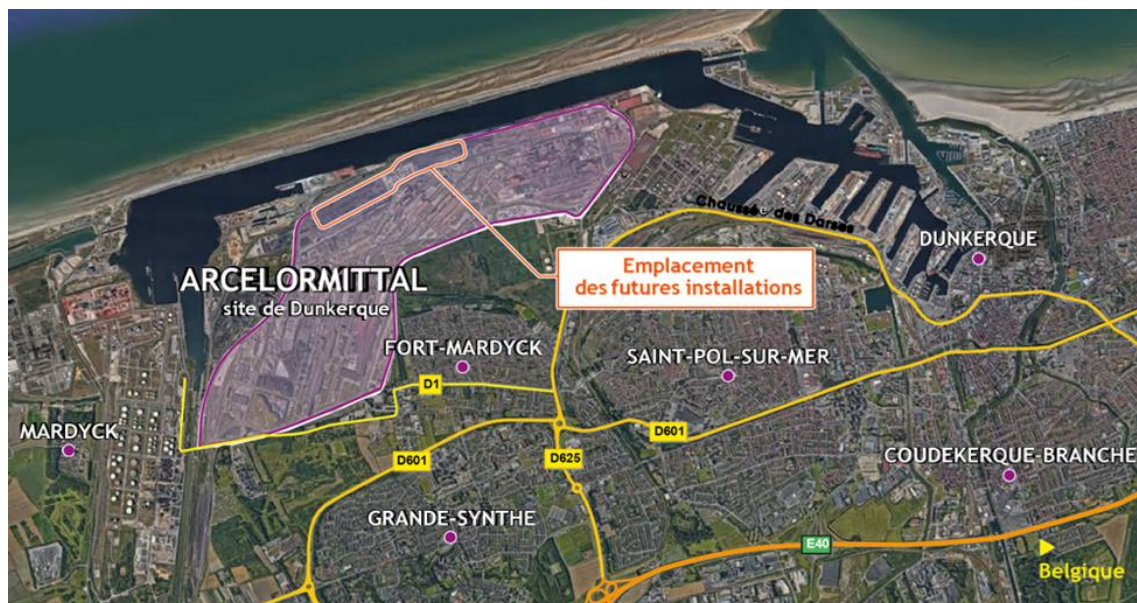 Chaussée des Darses
DUNKERQUE
Emplacement
des futures installations
ARCELORMITTAL
site de Dunkerque
FORT-MARDYCK
SAINT-POL-SUR-MER
D1
MARDYCK
D601
D601
D625
COUDEKERQUE-BRANCHE
GRANDE-SYNTHE
E40
Belgique